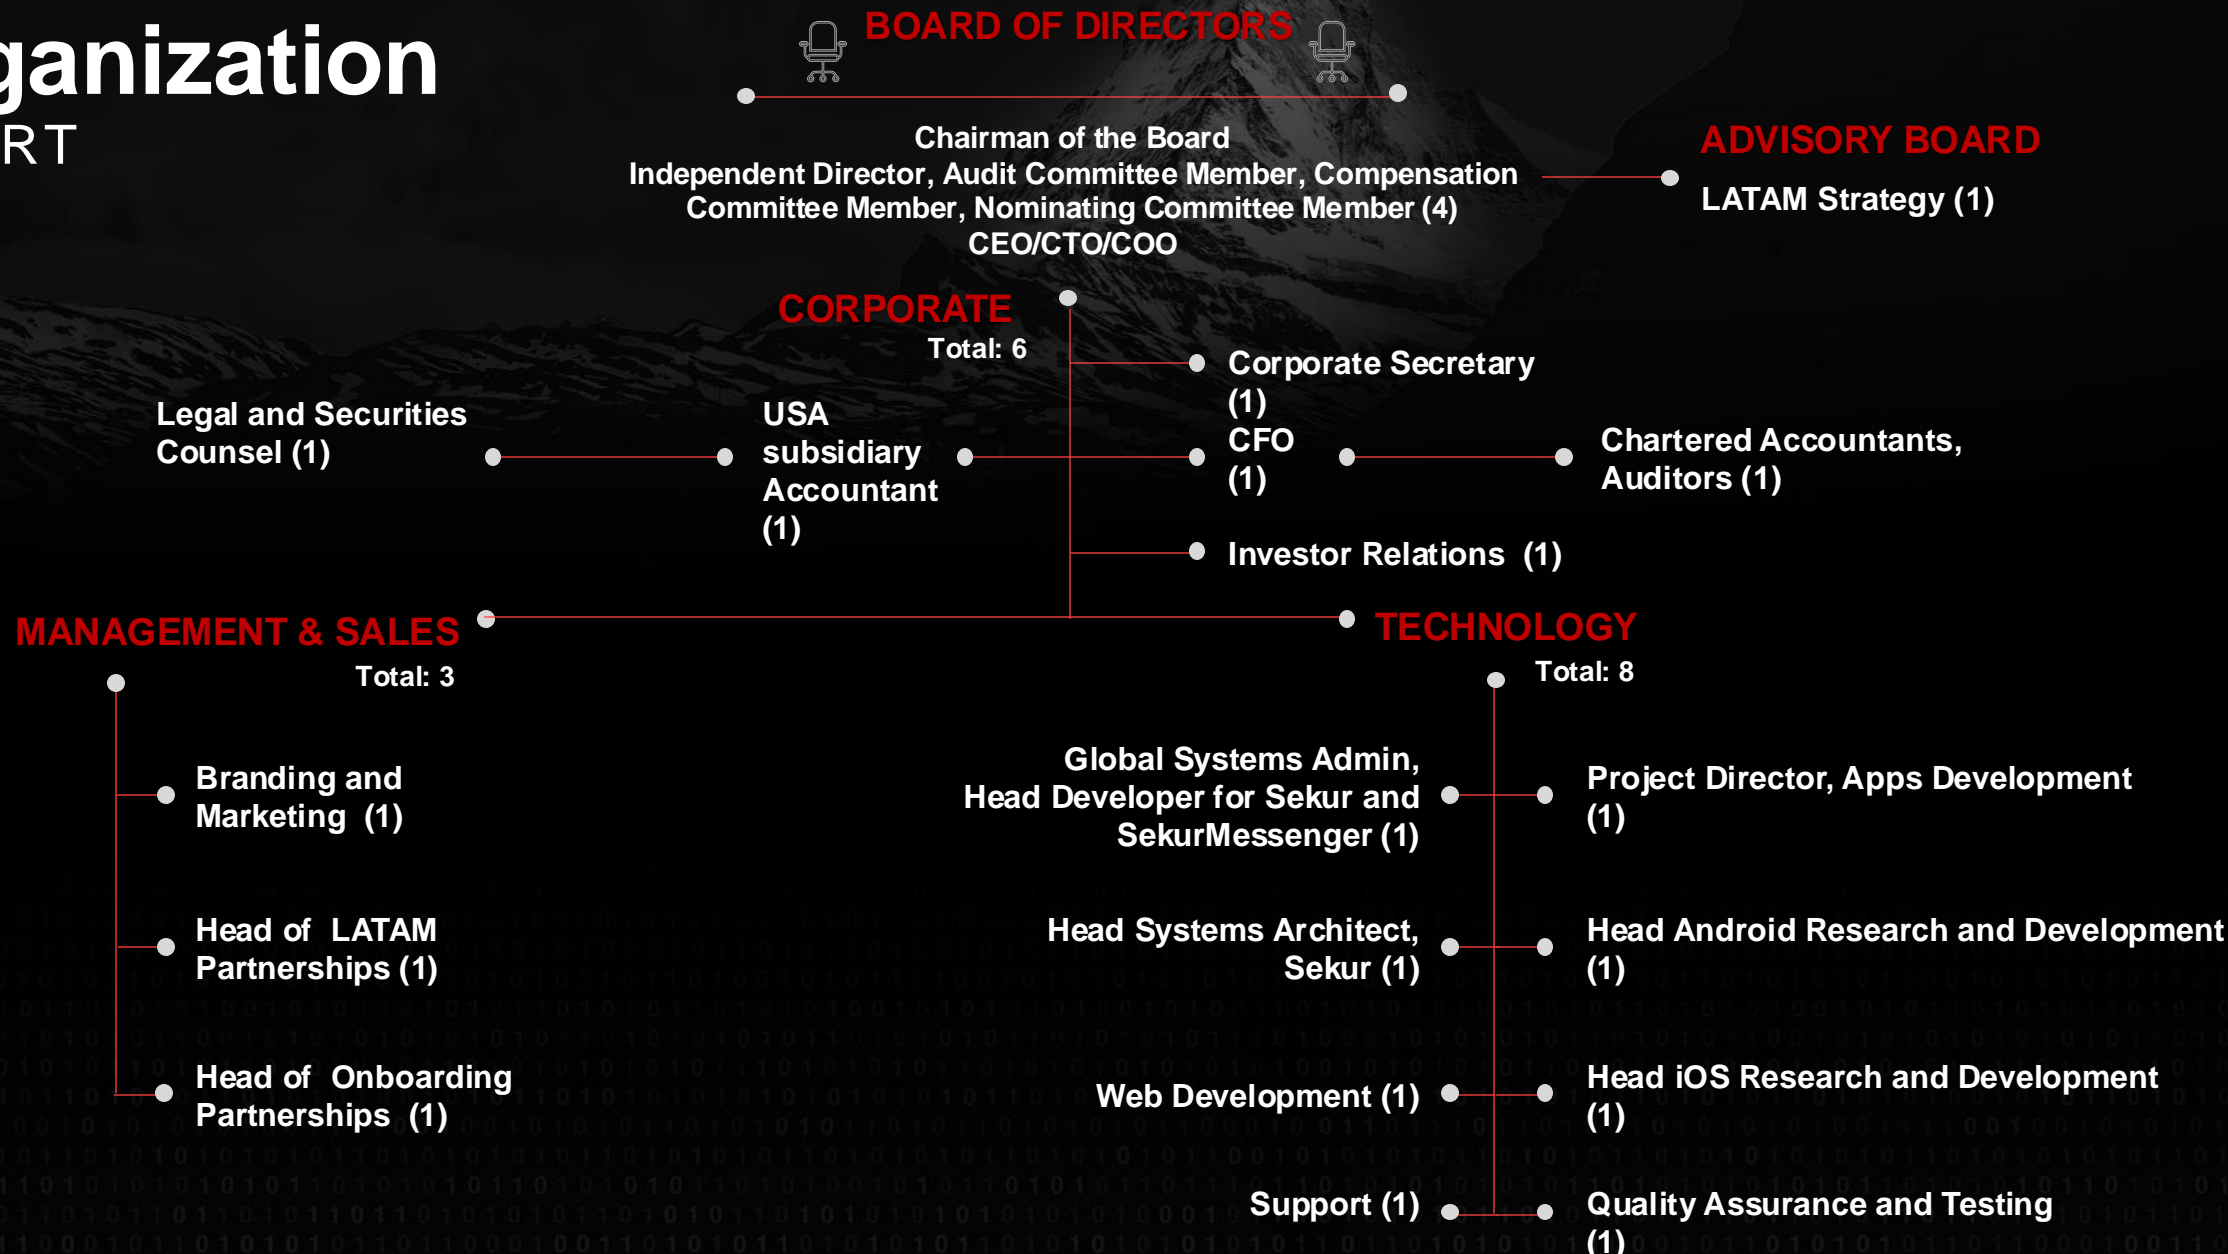 ganization
RT
BOARD OF DIRECTORS
Chairman of the Board
Independent Director, Audit Committee Member, Compensation
Committee Member, Nominating Committee Member (4)
CEO/CTO/COO
ADVISORY BOARD
LATAM Strategy (1)
CORPORATE
Total: 6
Corporate Secretary
(1)
Legal and Securities
Counsel (1)
USA
subsidiary
Accountant
(1)
CFO
(1)
Chartered Accountants,
Auditors (1)
Investor Relations (1)
MANAGEMENT & SALES
Total: 3
Branding and
Marketing (1)
Head of LATAM
Partnerships (1)
Head of Onboarding
Partnerships (1)
TECHNOLOGY
Total: 8
Global Systems Admin,
Head Developer for Sekur and
SekurMessenger (1)
Project Director, Apps Development
(1)
Head Systems Architect,
Sekur (1)
Head Android Research and Development
(1)
Web Development (1)
Head iOS Research and Development
(1)
Support (1)
Quality Assurance and Testing
(1)